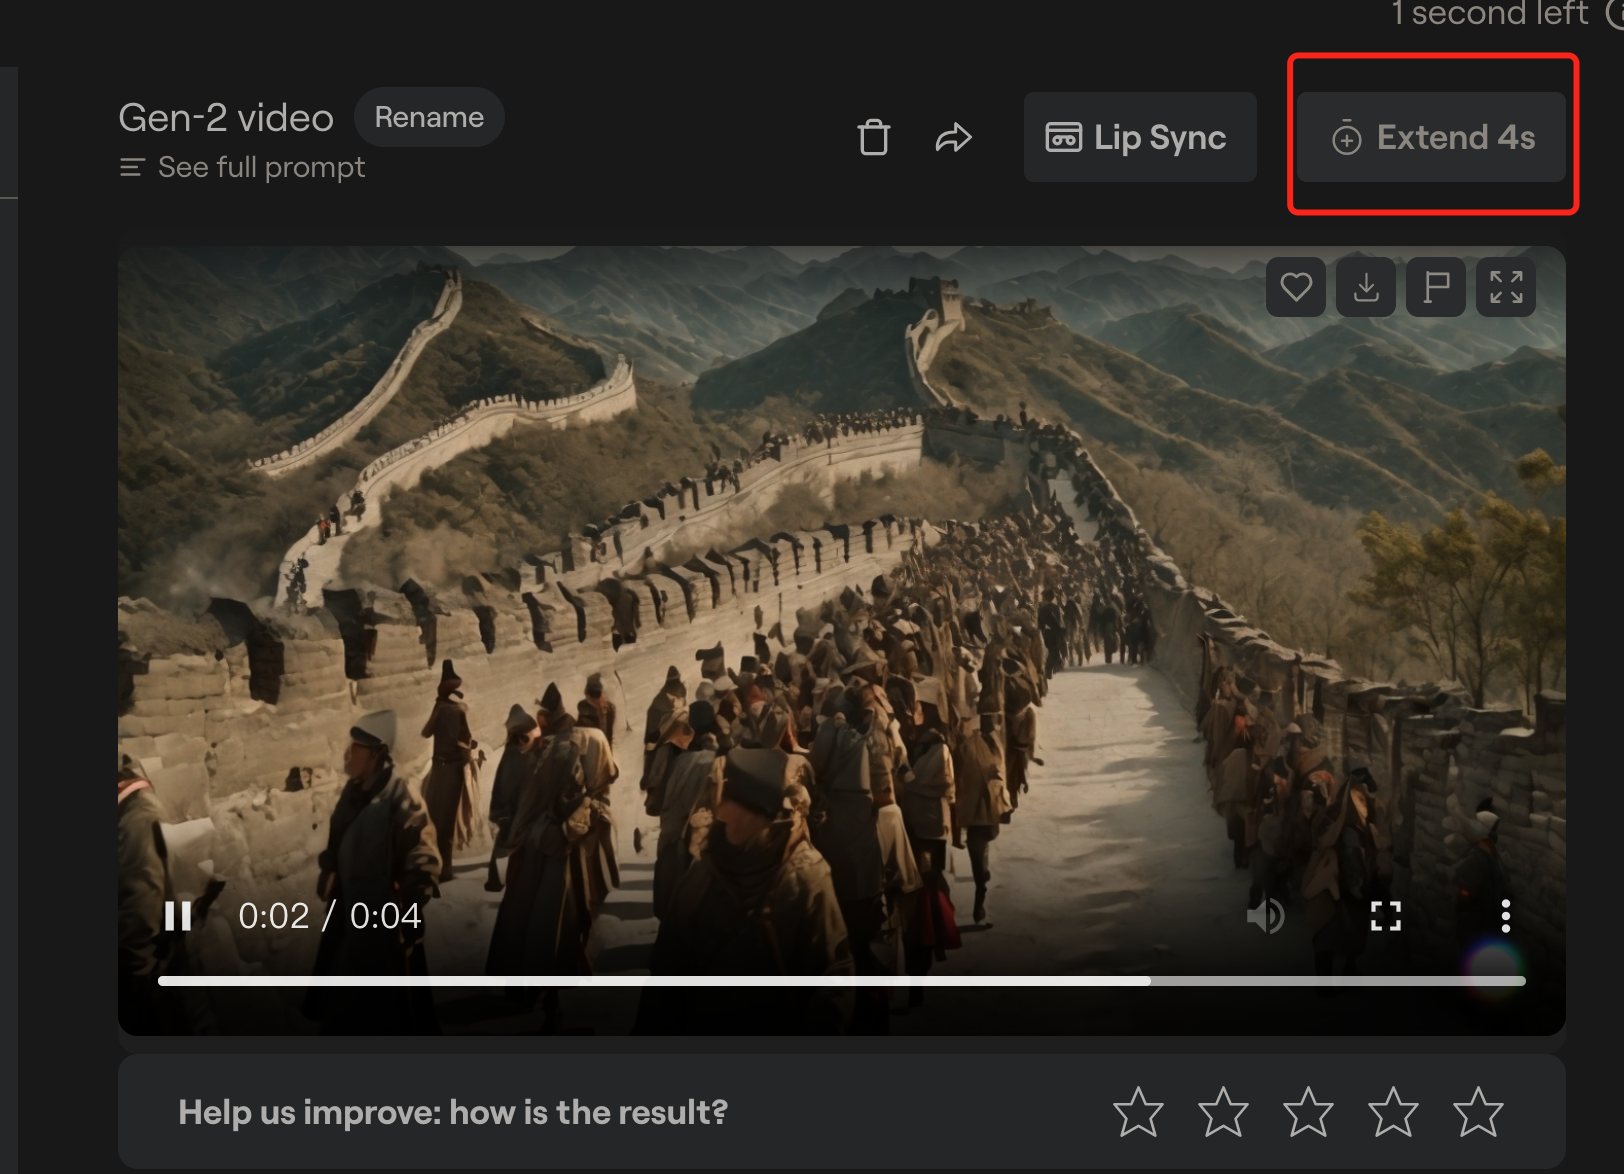 1 second left
Gen-2 video
Rename
See full prompt
Lip Sync
Extend 4s
0:02 / 0:04
Help us improve: how is the result?